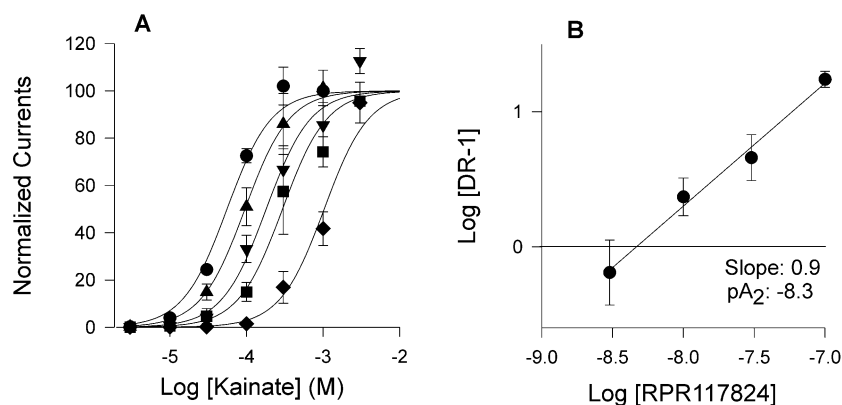 A
120
100
80
60
40
20
0
Normalized Currents
-5 -4 -3 -2
Log [Kainate] (M)
B
1
0
Log [DR-1]
Slope: 0.9
pA2: -8.3
-9.0 -8.5 -8.0 -7.5 -7.0
Log [RPR117824]